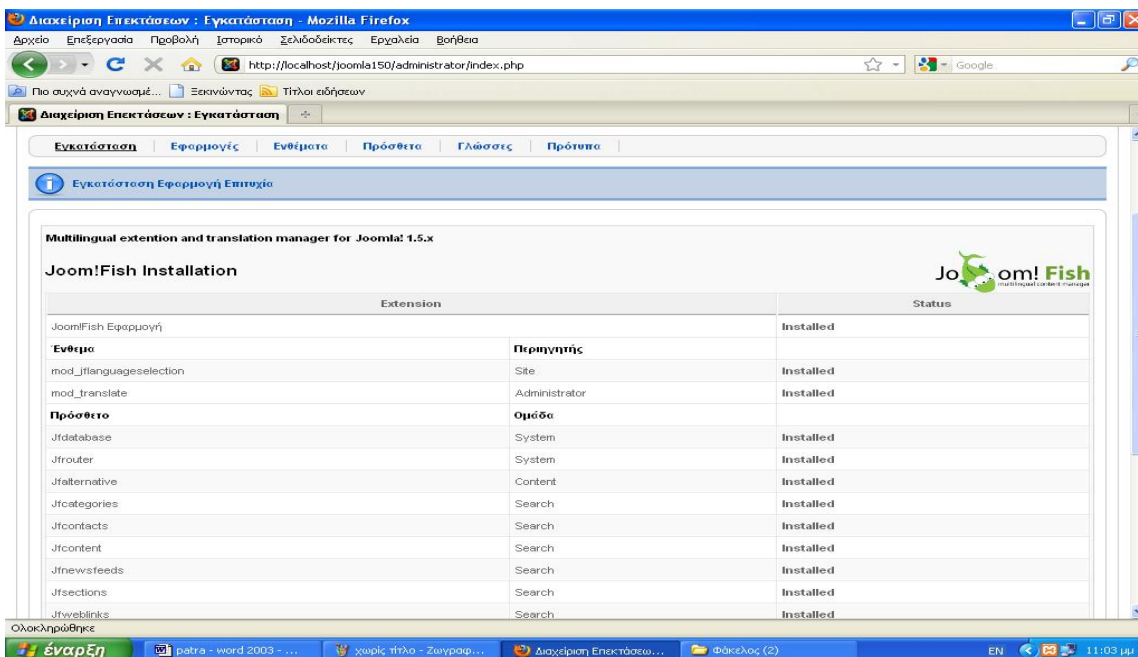 Διαχείριση Επεκτάσεων : Εγκατάσταση - Mozilla Firefox
Αρχείο Επεξεργασία Προβολή Ιστορικό Σελιδοδείκτες Εργαλεία Βοήθεια
http://localhost/joomla150/administrator/index.php Google
Πιο συχνά αναγνωσμέ... Ξεκινώντας Τίτλοι ειδήσεων
Διαχείριση Επεκτάσεων : Εγκατάσταση
Εγκατάσταση Εφαρμογές Ενθέματα Πρόσθετα Γλώσσες Πρότυπα
Εγκατάσταση Εφαρμογή Επιτυχία
Multilingual extention and translation manager for Joomla! 1.5.x
Joom!Fish Installation
Joom! Fish
multilingual content manager
Extension Status
Joom!Fish Εφαρμογή Installed
Ένθεμα Περιηγητής
mod_jflanguageselection Site Installed
mod_translate Administrator Installed
Πρόσθετο Ομάδα
Jfdatabase System Installed
Jfrouter System Installed
Jfalternative Content Installed
Jfcategories Search Installed
Jfcontacts Search Installed
Jfcontent Search Installed
Jfnewsfeeds Search Installed
Jfsections Search Installed
Jfweblinks Search Installed
Ολοκληρώθηκε
έναρξη patra - word 2003 - ... χωρίς τίτλο - Ζωγραφ... Διαχείριση Επεκτάσεω... Φάκελος (2) EN 11:03 μμ